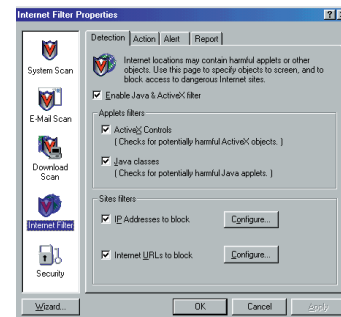 Internet Filter Properties
Detection
Action
Alert
Report
Internet locations may contain harmful applets or other
objects. Use this page to specify objects to screen, and to
block access to dangerous Internet sites.
Enable Java & ActiveX filter
Applets filters
ActiveX Controls
( Checks for potentially harmful ActiveX objects. )
Java classes
( Checks for potentially harmful Java applets. )
Sites filters
IP Addresses to block
Configure...
Internet URLs to block
Configure...
System Scan
E-Mail Scan
Download
Scan
Internet Filter
Security
Wizard...
OK
Cancel
Apply